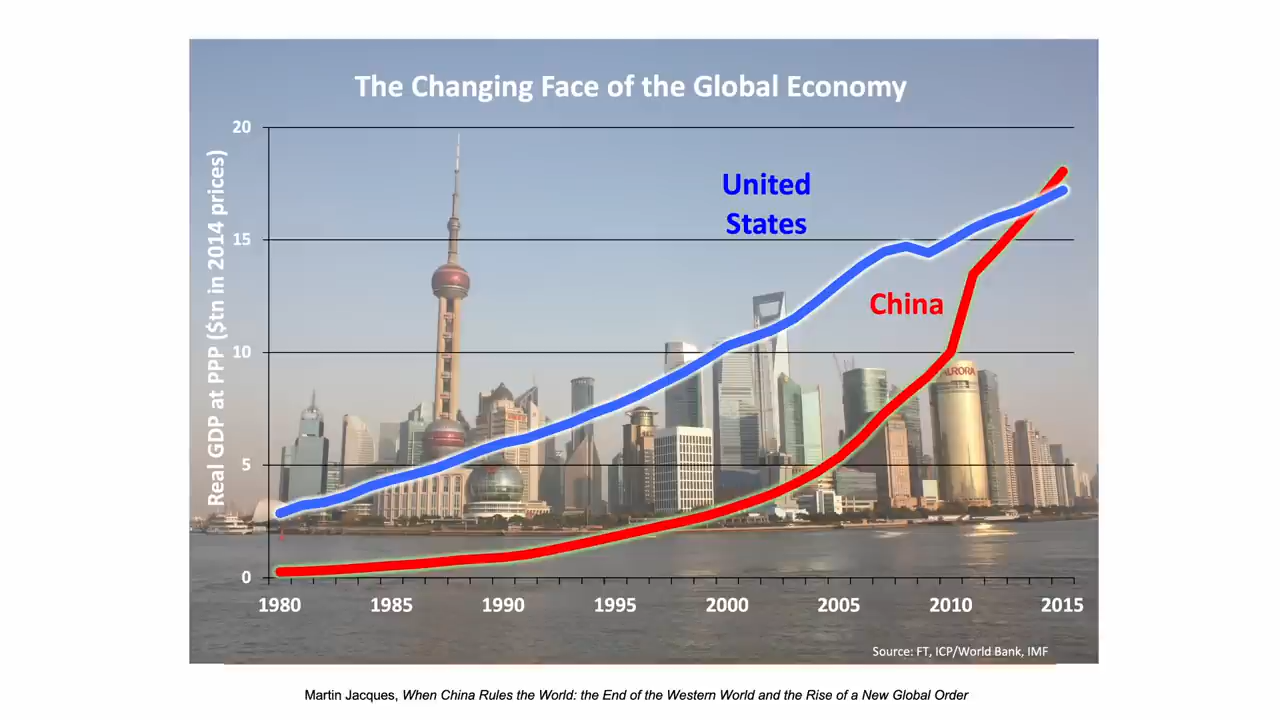 The Changing Face of the Global Economy
Real GDP at PPP ($tn in 2014 prices)
20
15
10
5
0
United
States
China
AURORA
1980 1985 1990 1995 2000 2005 2010 2015
Source: FT, ICP/World Bank, IMF
Martin Jacques, When China Rules the World: the End of the Western World and the Rise of a New Global Order